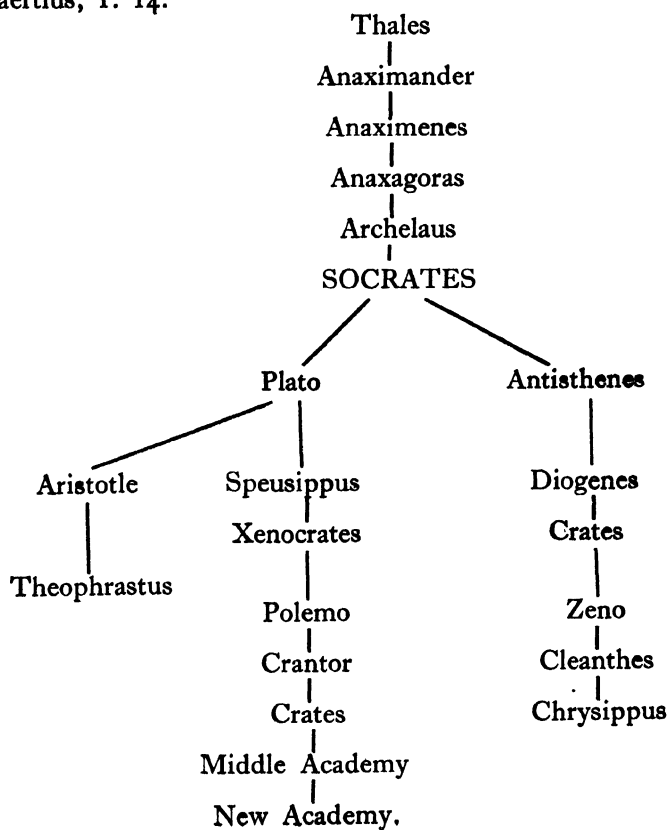 aertius, 1. 14.
Thales
Anaximander
Anaximenes
Anaxagoras
Archelaus
SOCRATES
Plato Antisthenes
Aristotle Speusippus Diogenes
Xenocrates Crates
Theophrastus
Polemo Zeno
Crantor Cleanthes
Crates Chrysippus
Middle Academy
New Academy.